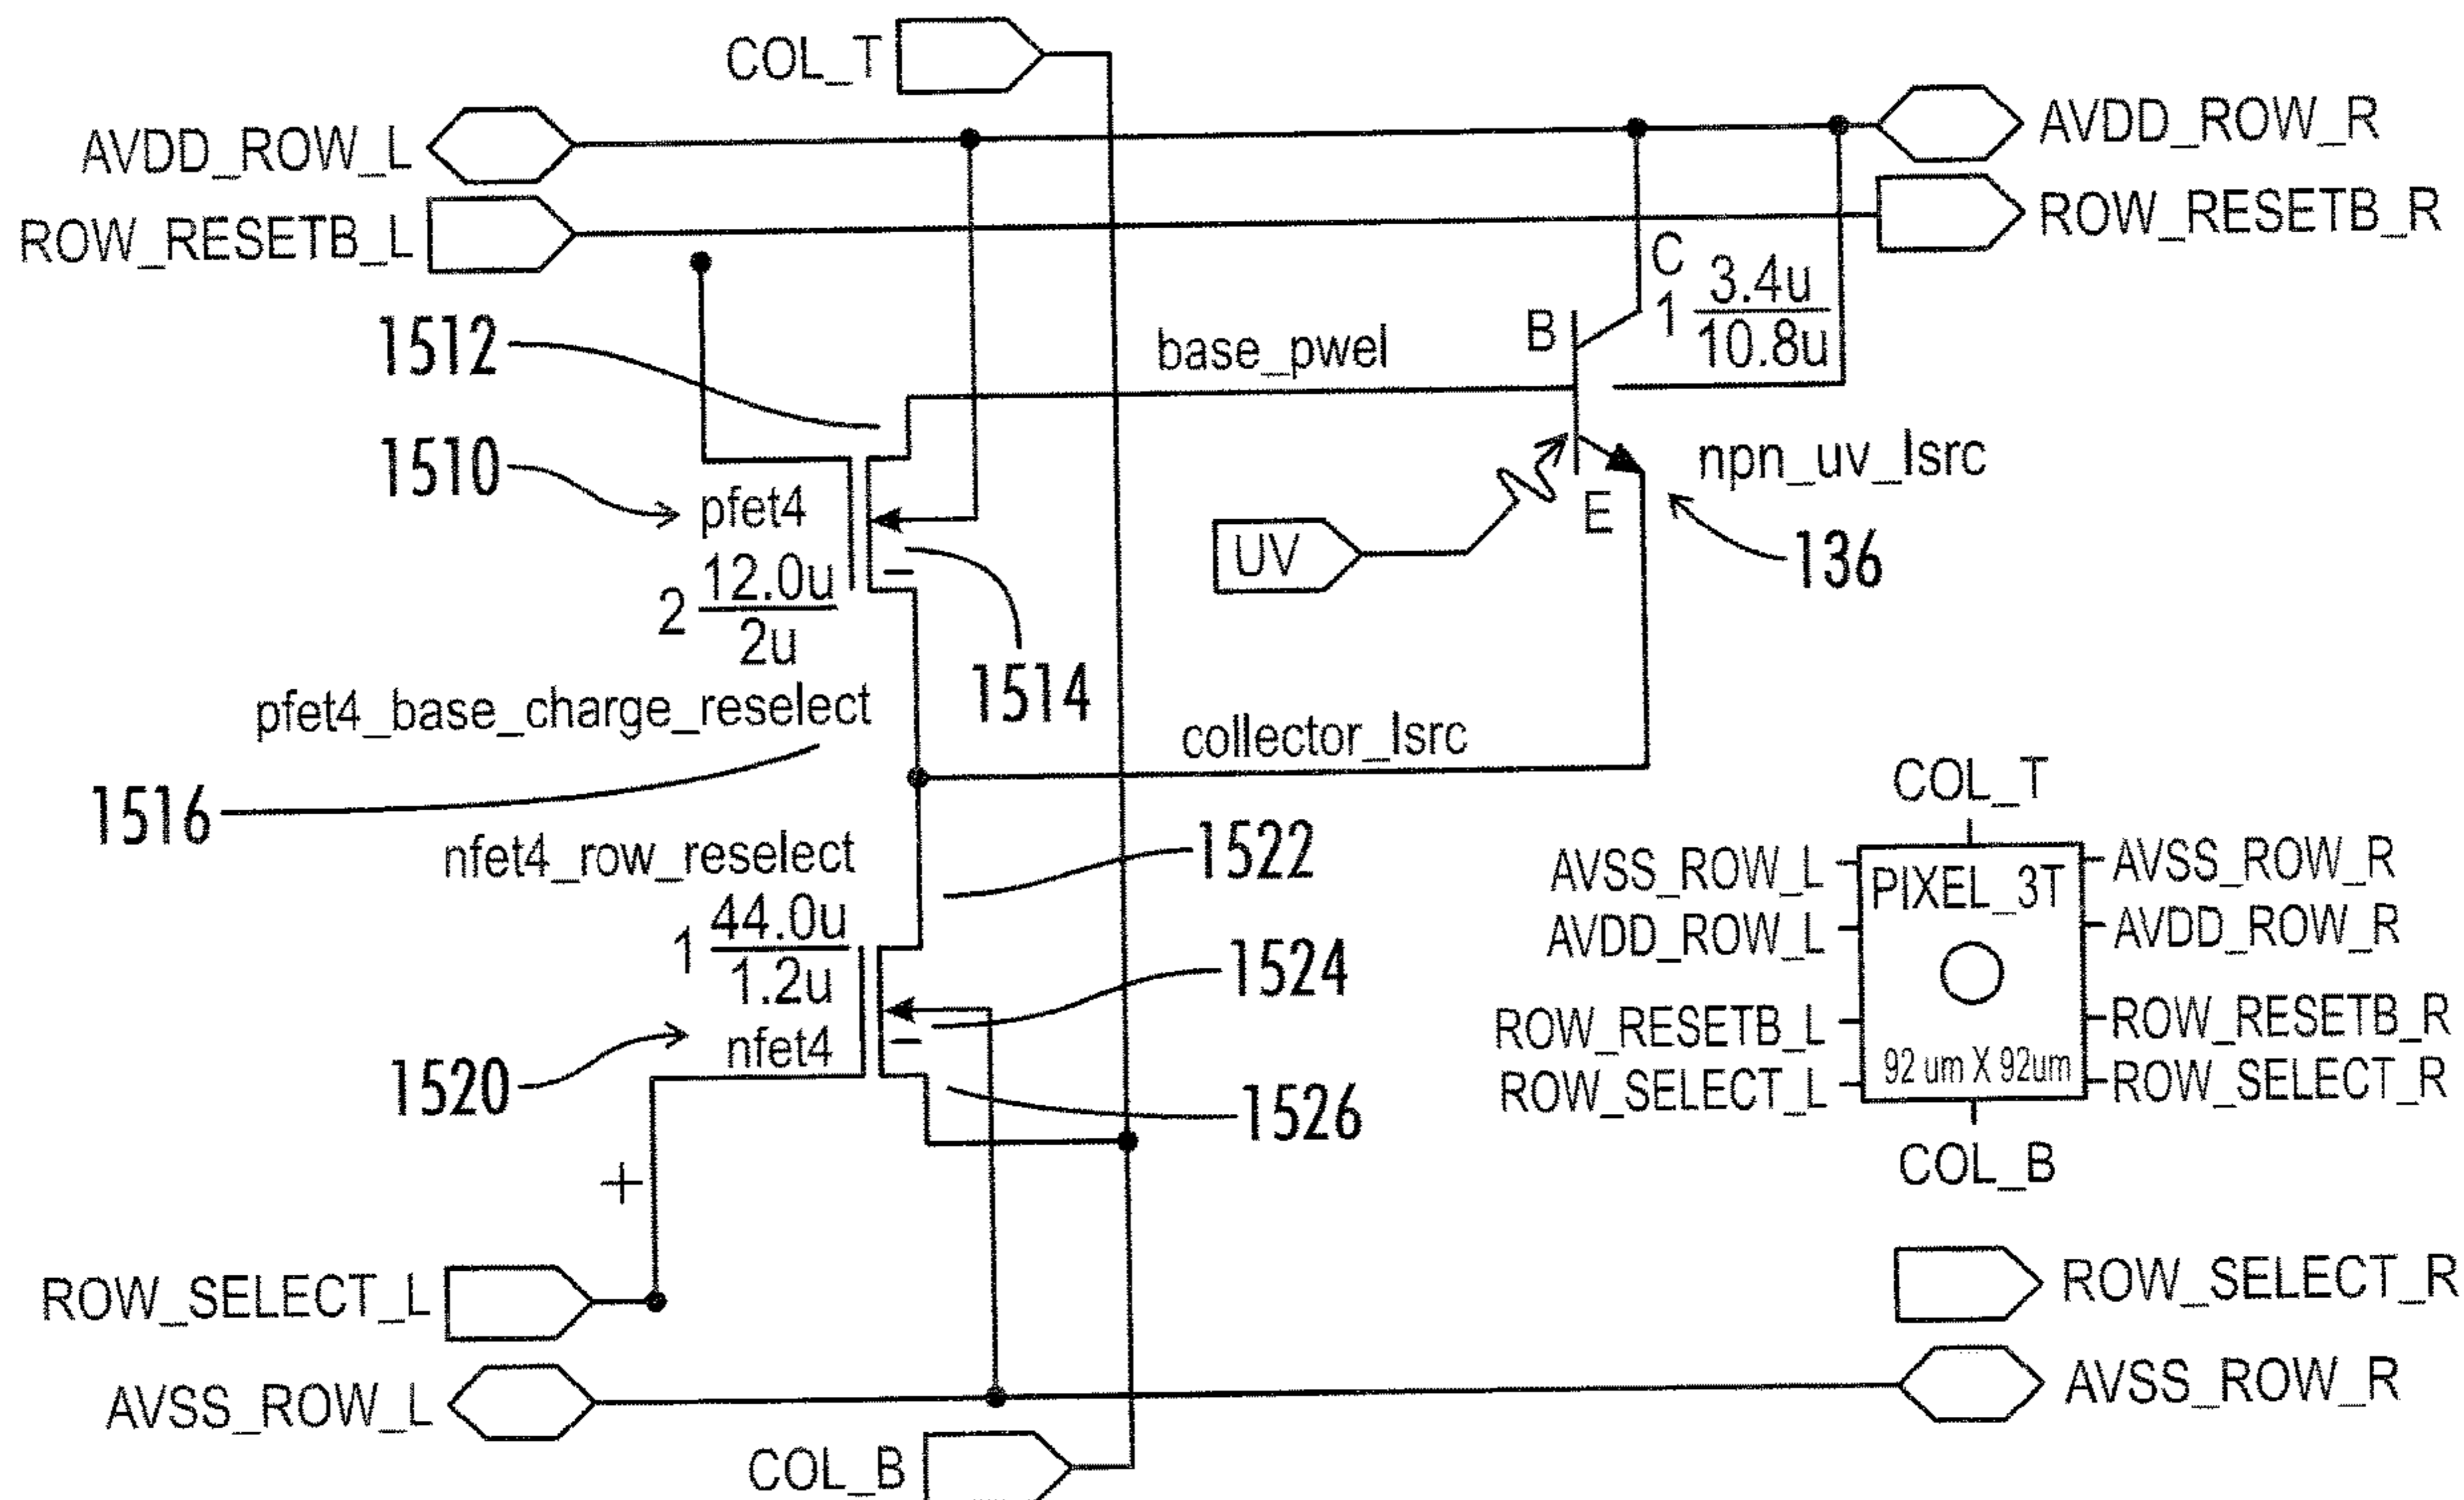 COL_T
AVDD_ROW_L
AVDD_ROW_R
ROW_RESETB_L
ROW_RESETB_R
C
1 3.4u
10.8u
B
1512
base_pwel
1510
pfet4
2 12.0u
2u
npn_uv_lsrc
E
UV
136
1514
pfet4_base_charge_reselect
collector_lsrc
1516
nfet4_row_reselect
1522
1 44.0u
1.2u
1524
nfet4
1520
1526
+
COL_T
AVSS_ROW_L
PIXEL_3T
AVSS_ROW_R
AVDD_ROW_L
AVDD_ROW_R
ROW_RESETB_L
ROW_RESETB_R
92 um X 92um
ROW_SELECT_L
ROW_SELECT_R
COL_B
ROW_SELECT_L
ROW_SELECT_R
AVSS_ROW_L
AVSS_ROW_R
COL_B